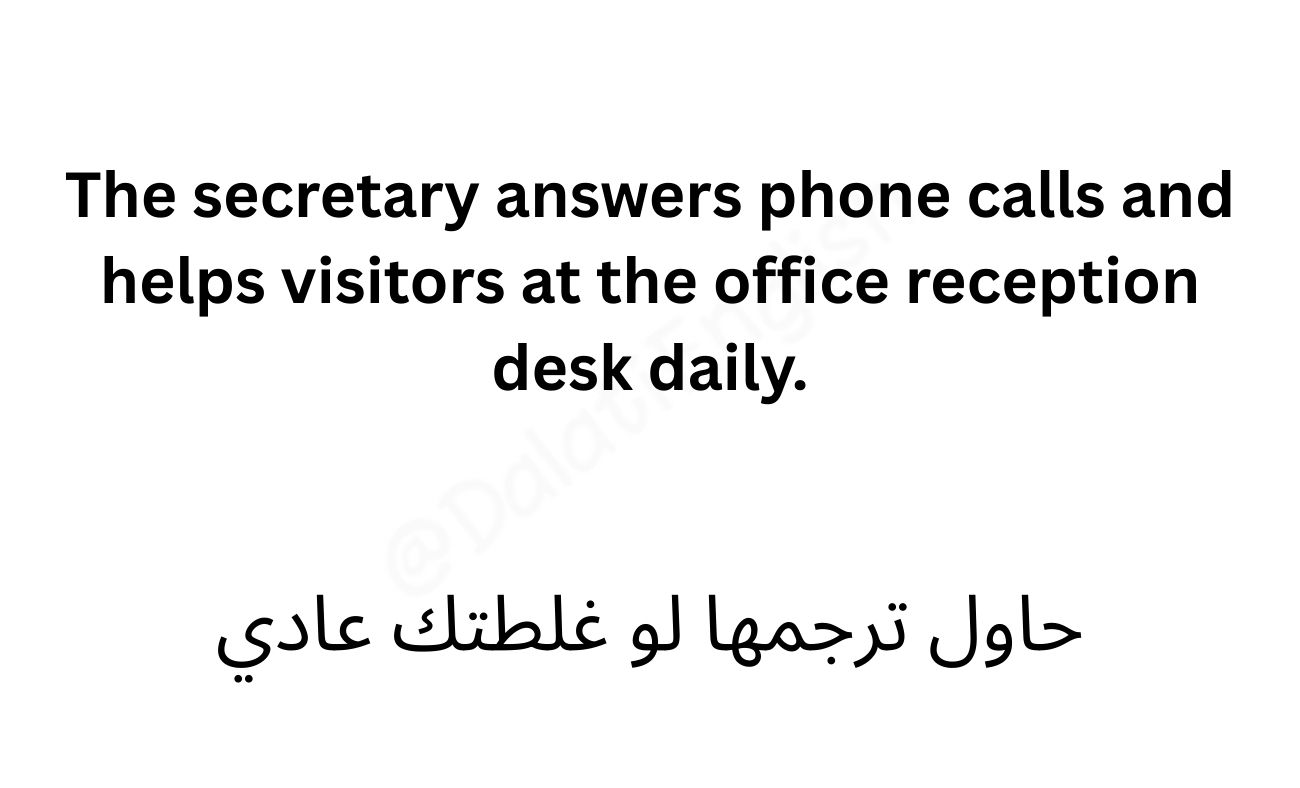 The secretary answers phone calls and
helps visitors at the office reception
desk daily.
@DalatEnglish
حاول ترجمها لو غلطتك عادي